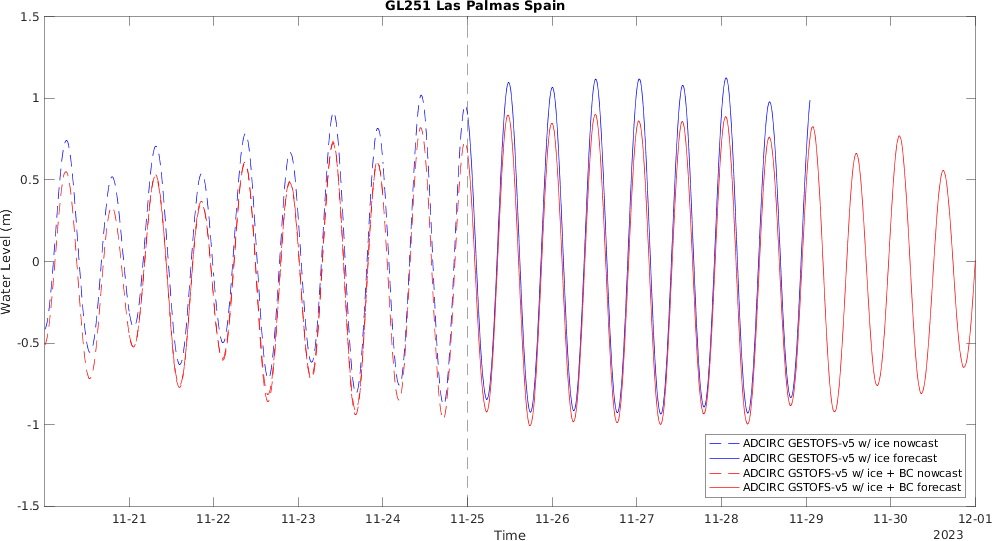 GL251 Las Palmas Spain
1.5
1
0.5
0
-0.5
-1
-1.5
Water Level (m)
11-21
11-22
11-23
11-24
11-25
11-26
11-27
11-28
11-29
11-30
12-01
Time
2023
ADCIRC GESTOFS-v5 w/ ice nowcast
ADCIRC GESTOFS-v5 w/ ice forecast
ADCIRC GSTOFS-v5 w/ ice + BC nowcast
ADCIRC GSTOFS-v5 w/ ice + BC forecast